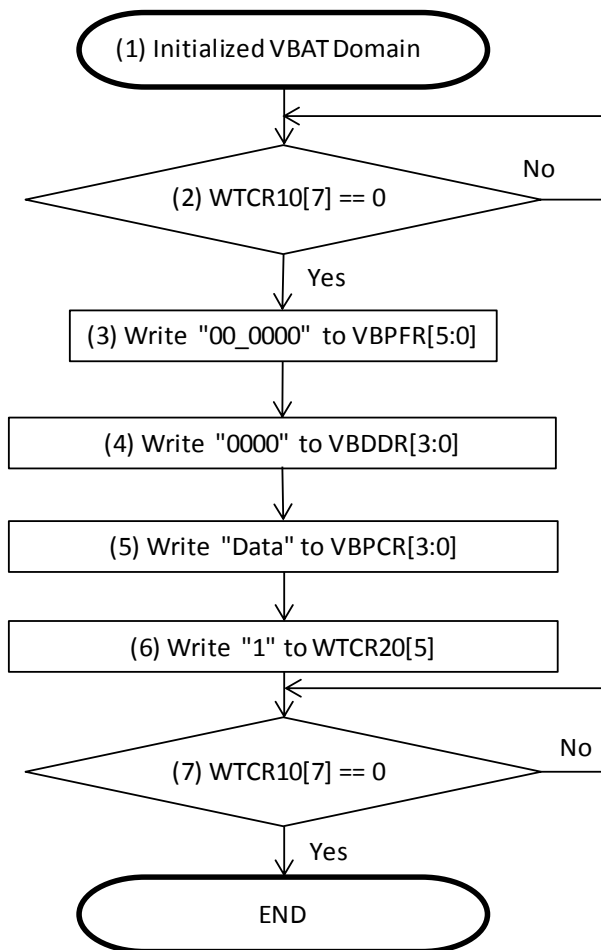 (1) Initialized VBAT Domain
No
(2) WTCR10[7] == 0
Yes
(3) Write "00_0000" to VBPFR[5:0]
(4) Write "0000" to VBDDR[3:0]
(5) Write "Data" to VBPCR[3:0]
(6) Write "1" to WTCR20[5]
No
(7) WTCR10[7] == 0
Yes
END